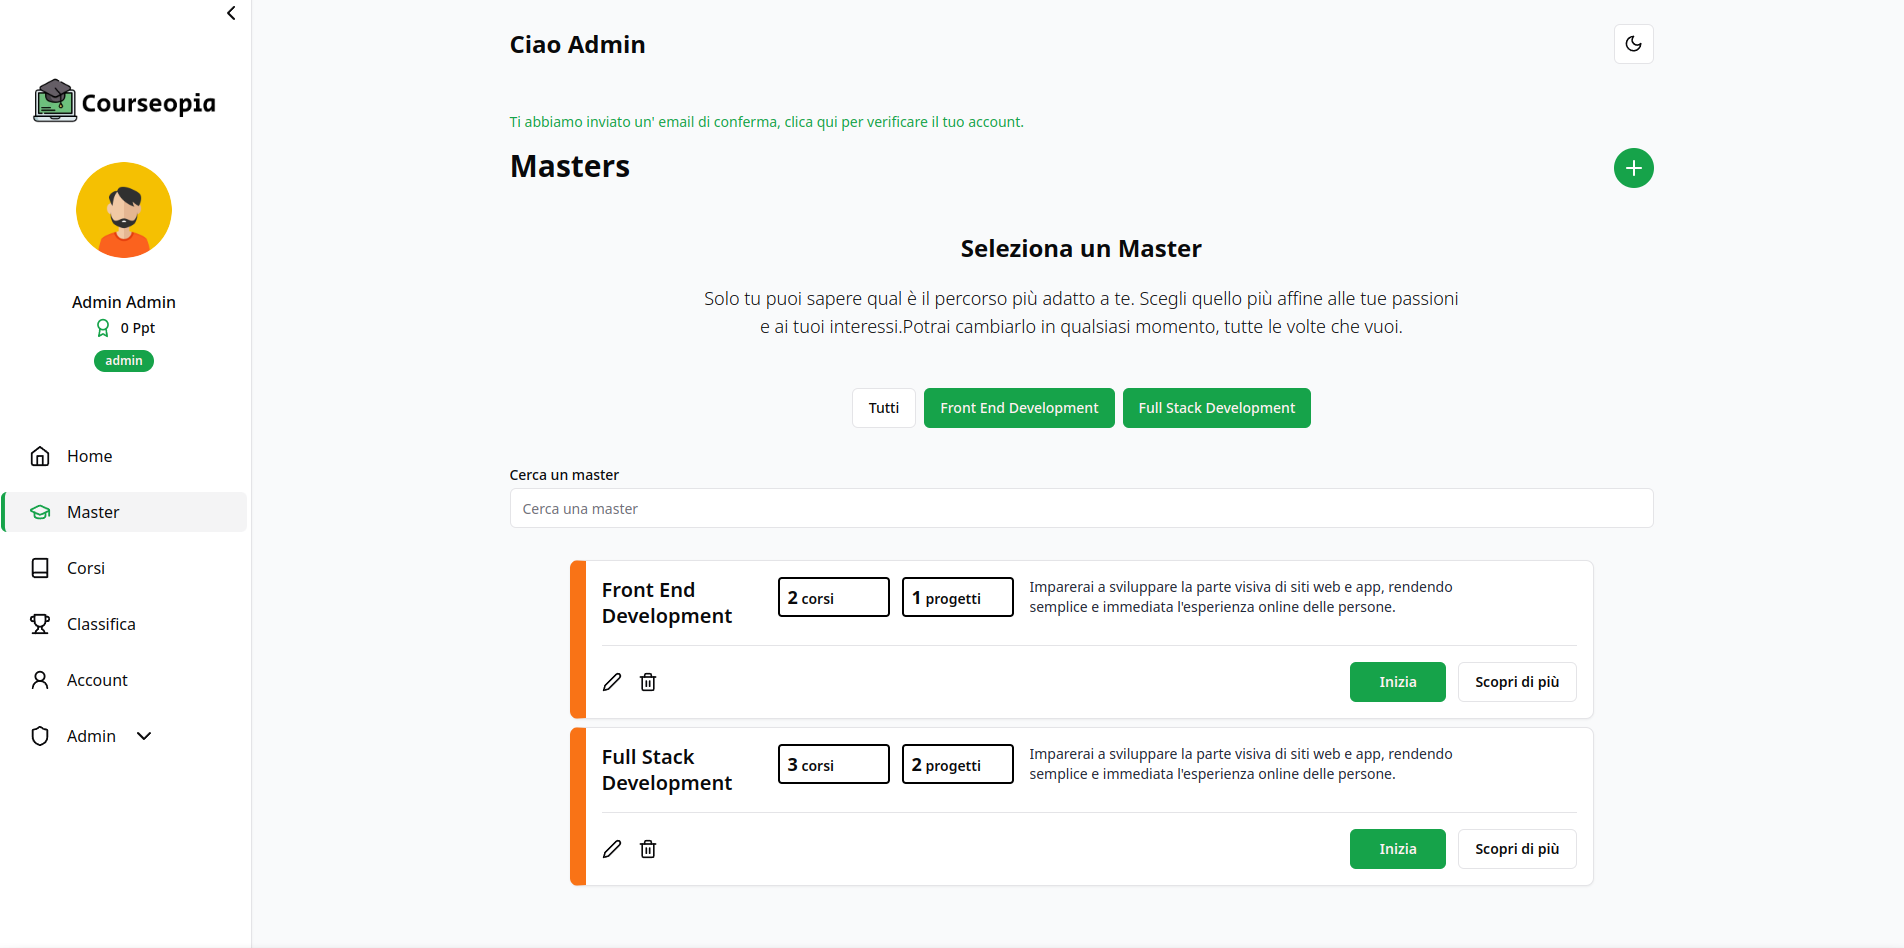 Courseopia
Admin Admin
0 Ppt
admin
Home
Master
Corsi
Classifica
Account
Admin
Ciao Admin
Ti abbiamo inviato un' email di conferma, clica qui per verificare il tuo account.
Masters
Seleziona un Master
Solo tu puoi sapere qual è il percorso più adatto a te. Scegli quello più affine alle tue passioni
e ai tuoi interessi.Potrai cambiarlo in qualsiasi momento, tutte le volte che vuoi.
Tutti
Front End Development
Full Stack Development
Cerca un master
Cerca una master
Front End
Development
2 corsi
1 progetti
Imparerai a sviluppare la parte visiva di siti web e app, rendendo
semplice e immediata l'esperienza online delle persone.
Inizia
Scopri di più
Full Stack
Development
3 corsi
2 progetti
Imparerai a sviluppare la parte visiva di siti web e app, rendendo
semplice e immediata l'esperienza online delle persone.
Inizia
Scopri di più